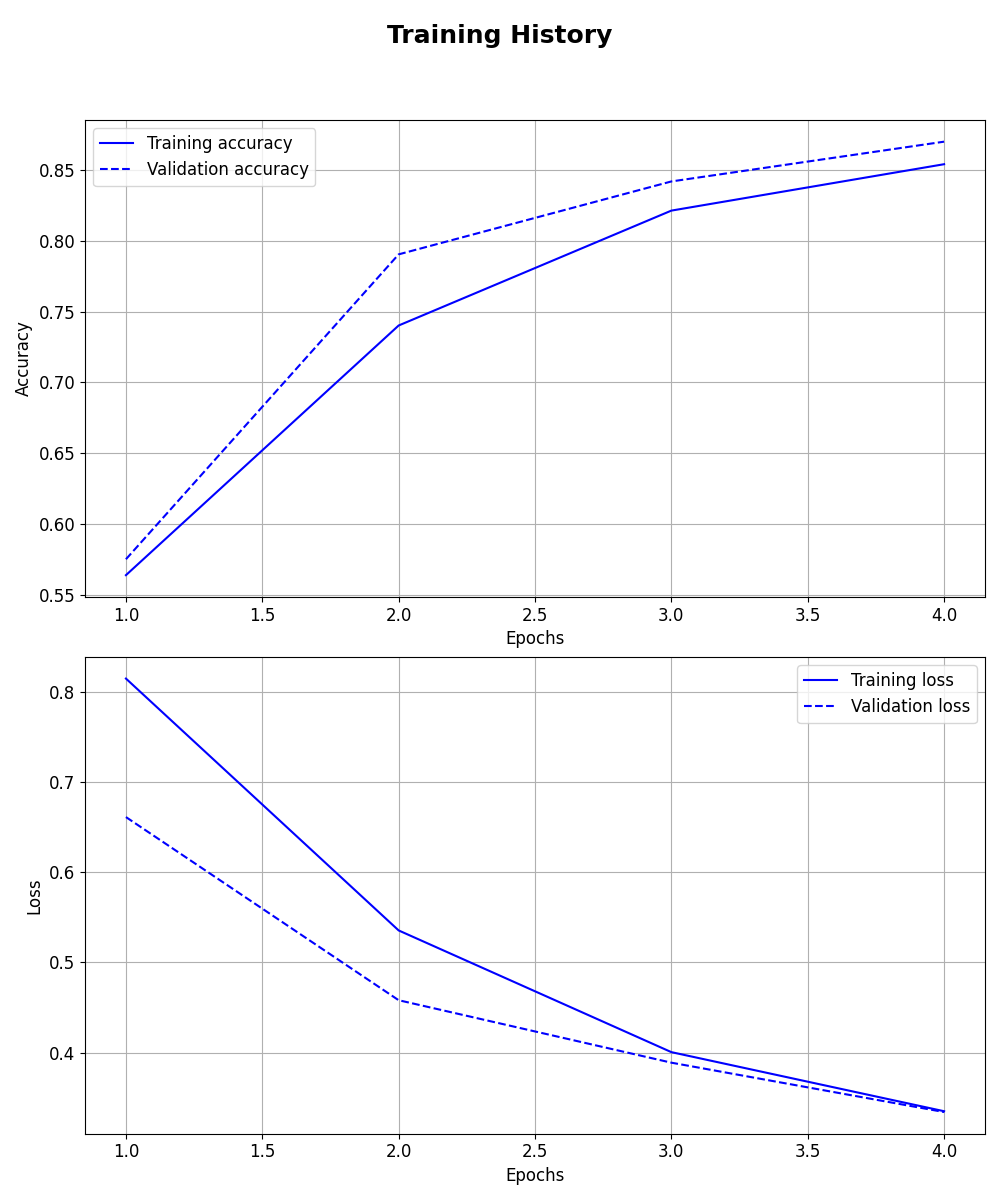 Training History
Training accuracy
Validation accuracy
0.85
0.80
0.75
0.70
0.65
0.60
0.55
Accuracy
1.0 1.5 2.0 2.5 3.0 3.5 4.0
Epochs
Training loss
Validation loss
0.8
0.7
0.6
0.5
0.4
Loss
1.0 1.5 2.0 2.5 3.0 3.5 4.0
Epochs